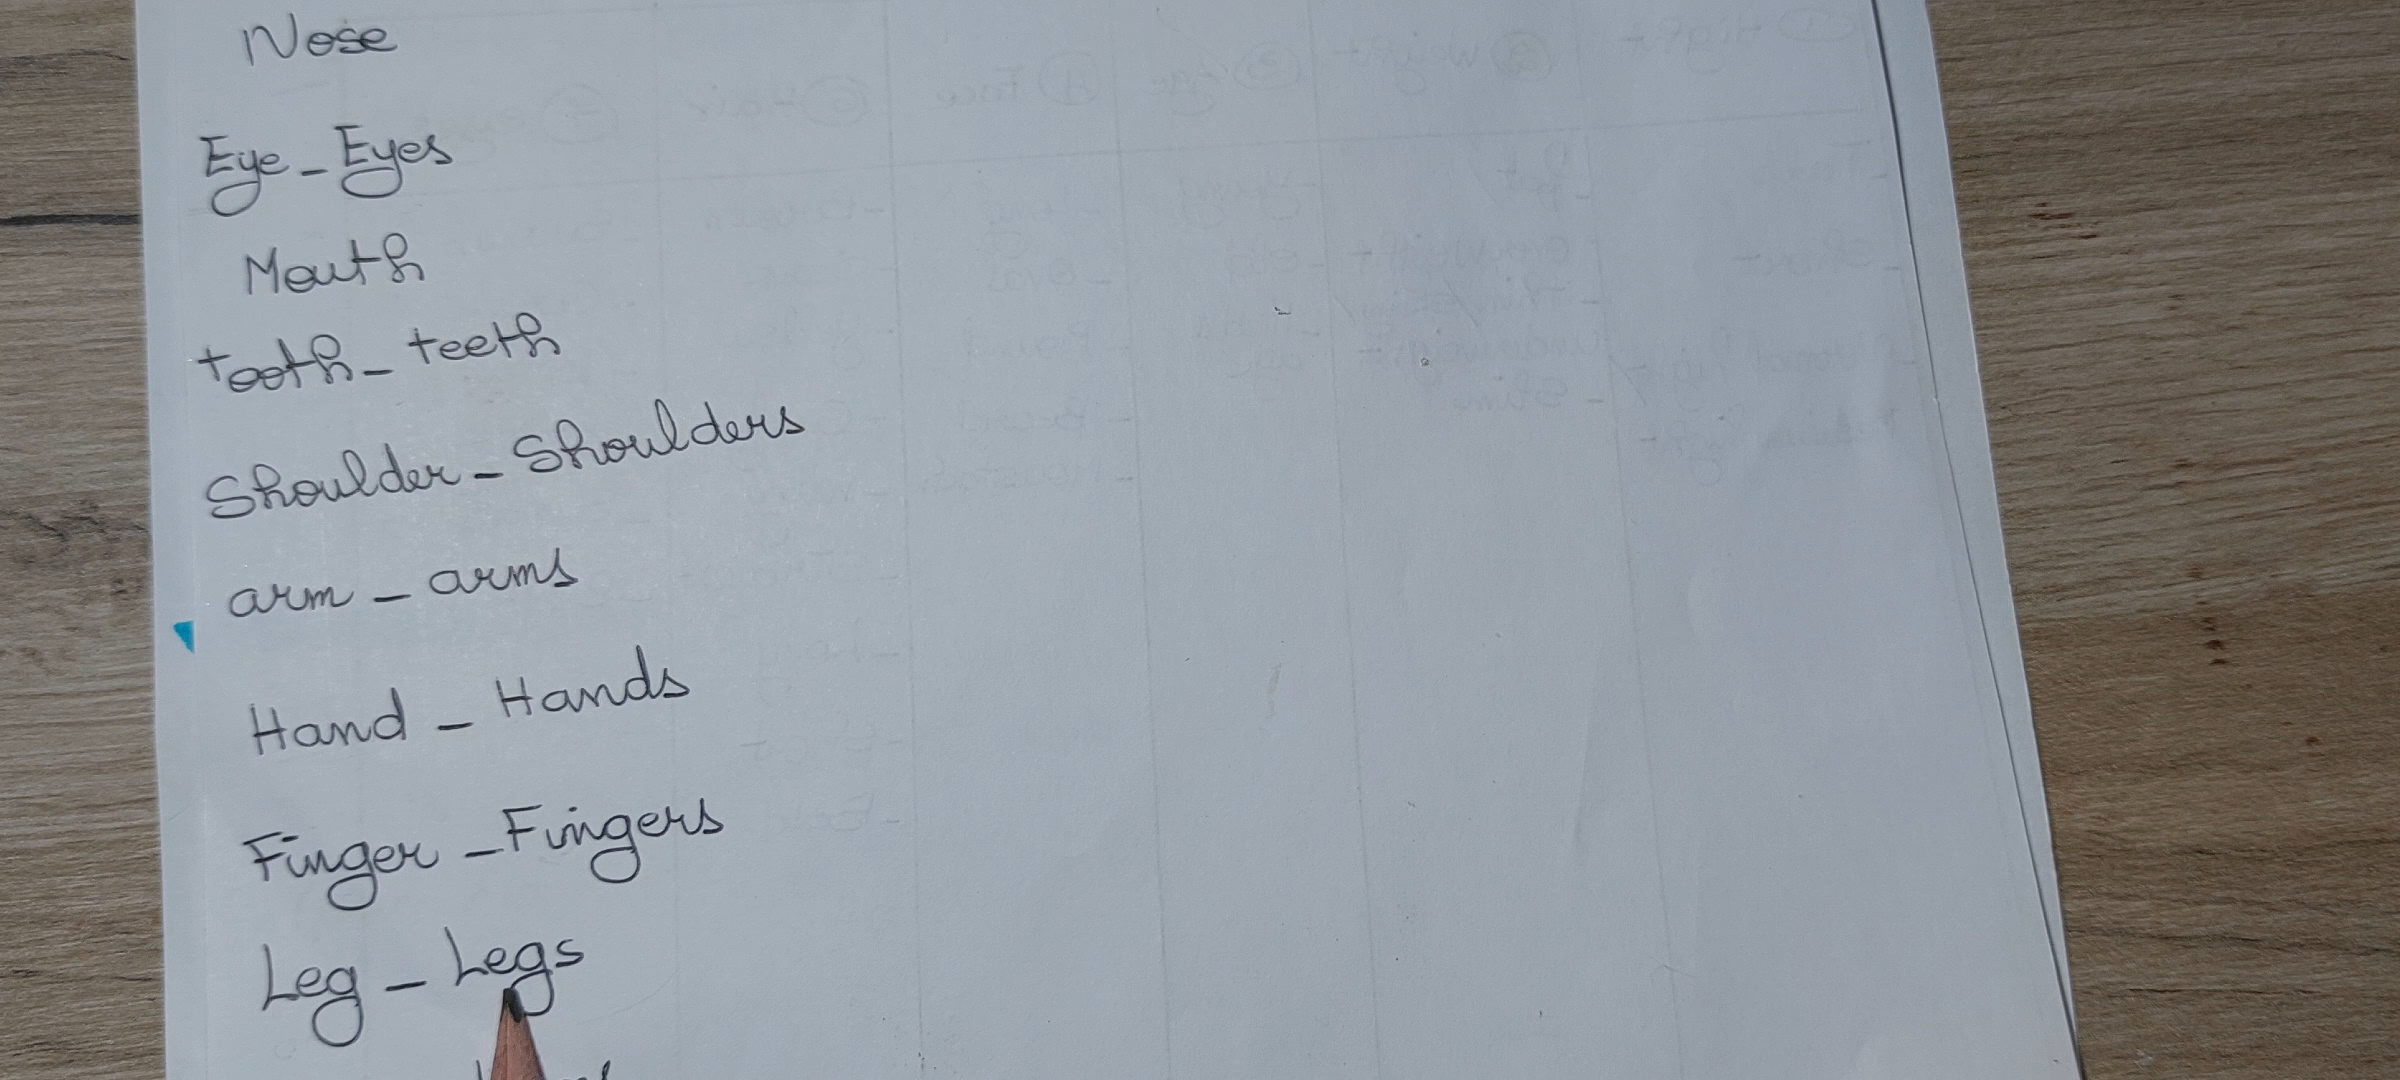 Nose
Eye - Eyes
Mouth
tooth - teeth
Shoulder - Shoulders
arm - arms
Hand - Hands
Finger - Fingers
Leg - Legs